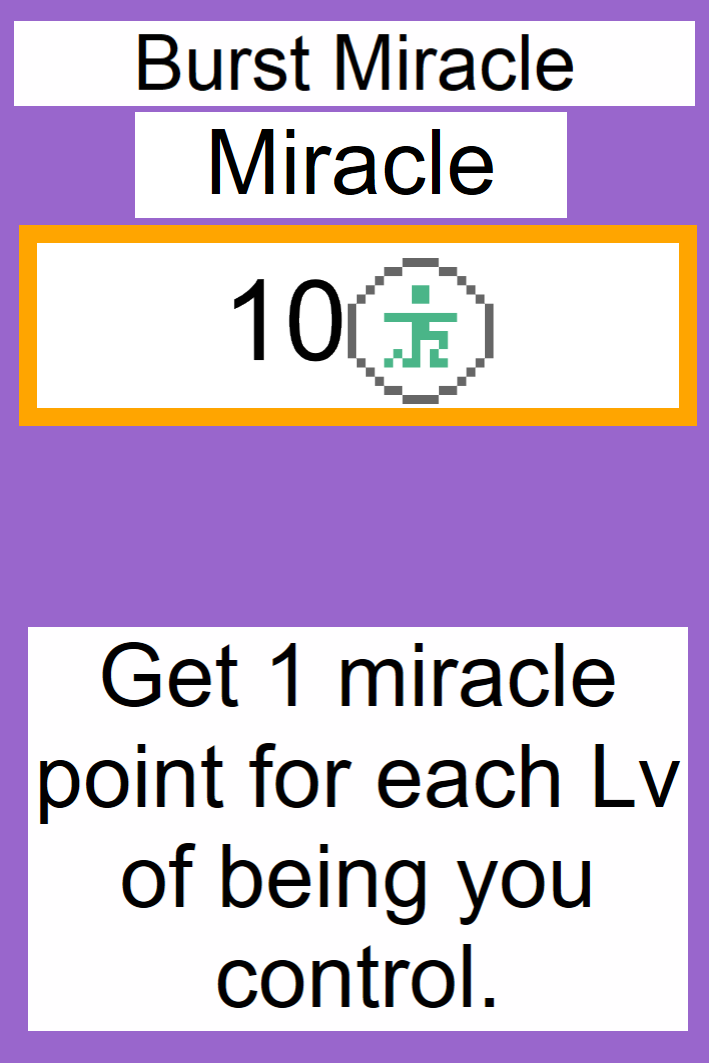 Burst Miracle
Miracle
10
Get 1 miracle
point for each Lv
of being you
control.